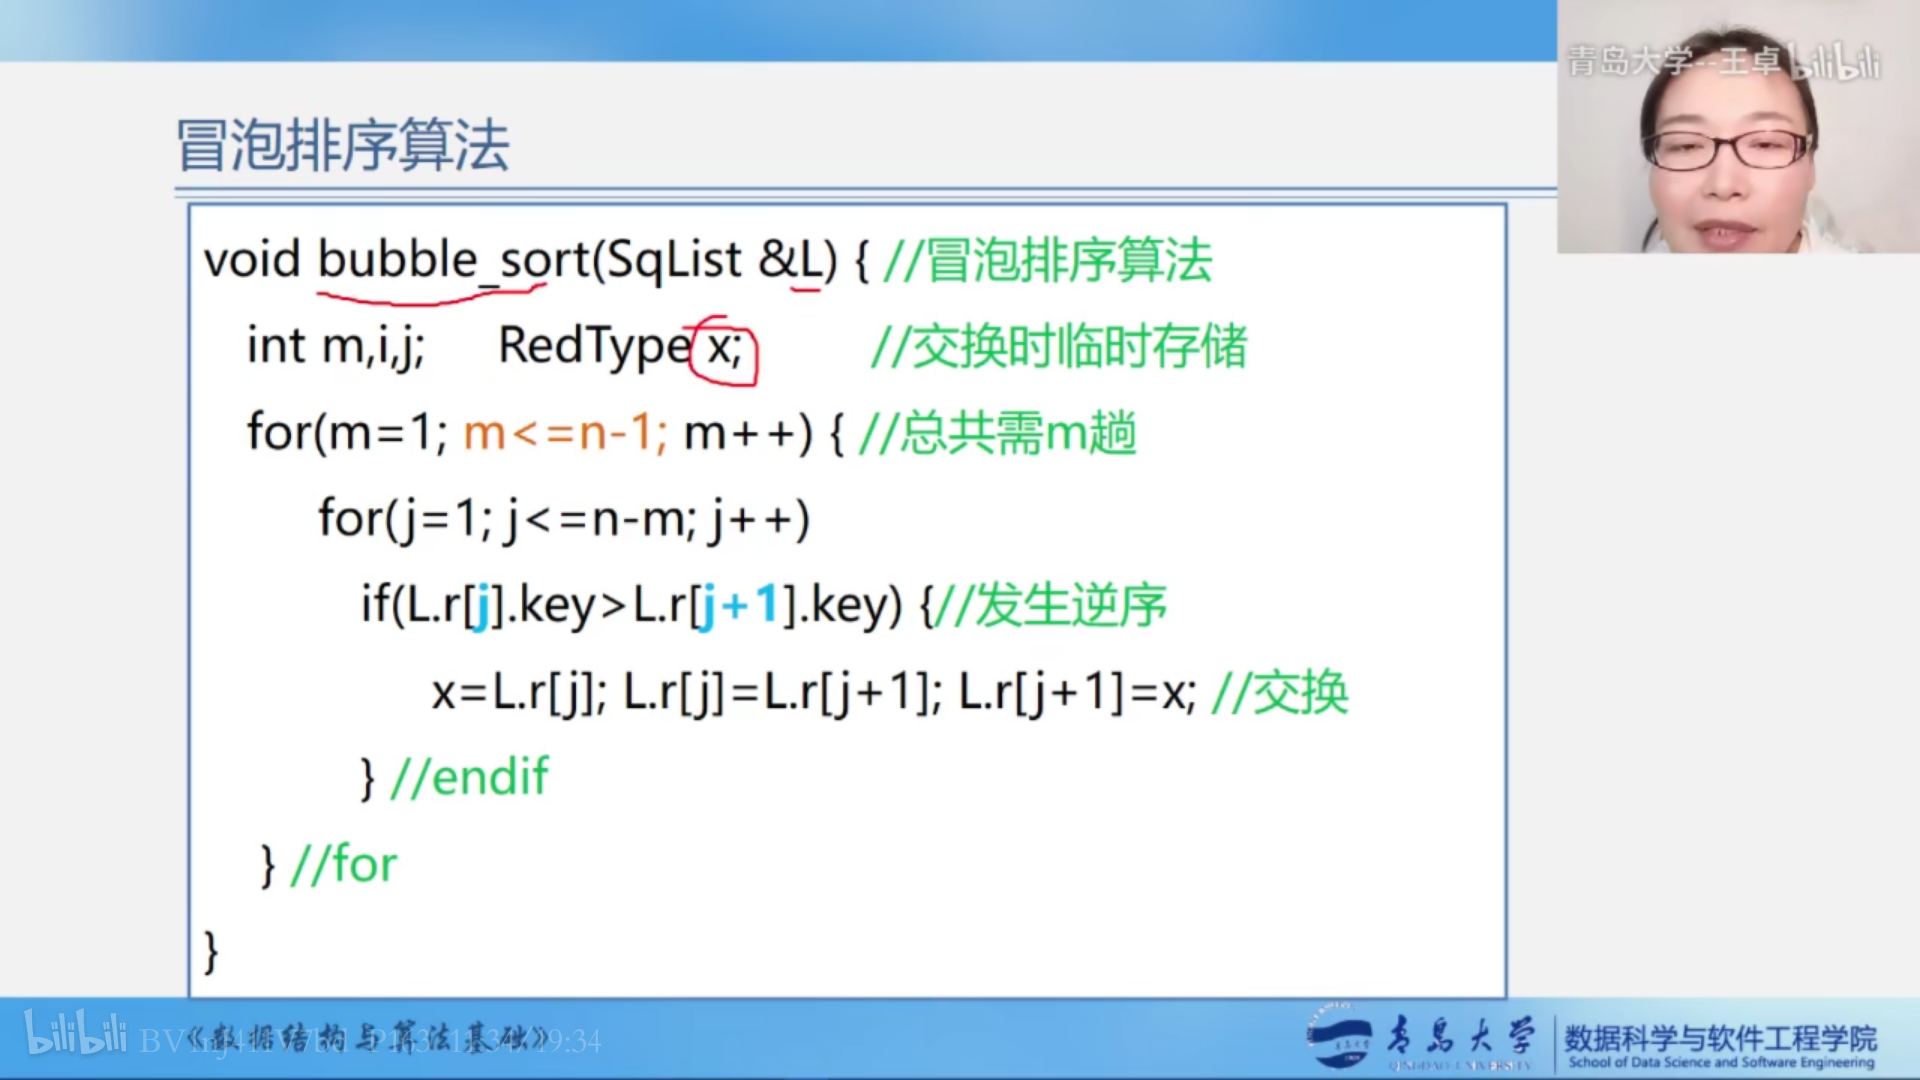 青岛大学--王卓 bilibili
冒泡排序算法
void bubble_sort(SqList &L) { //冒泡排序算法
int m,i,j; RedType x; //交换时临时存储
for(m=1; m<=n-1; m++) { //总共需m趟
for(j=1; j<=n-m; j++)
if(L.r[j].key>L.r[j+1].key) {//发生逆序
x=L.r[j]; L.r[j]=L.r[j+1]; L.r[j+1]=x; //交换
} //endif
} //for
}
bilibili
《数据结构与算法基础》
青岛大学
QINGDAO UNIVERSITY
数据科学与软件工程学院
School of Data Science and Software Engineering